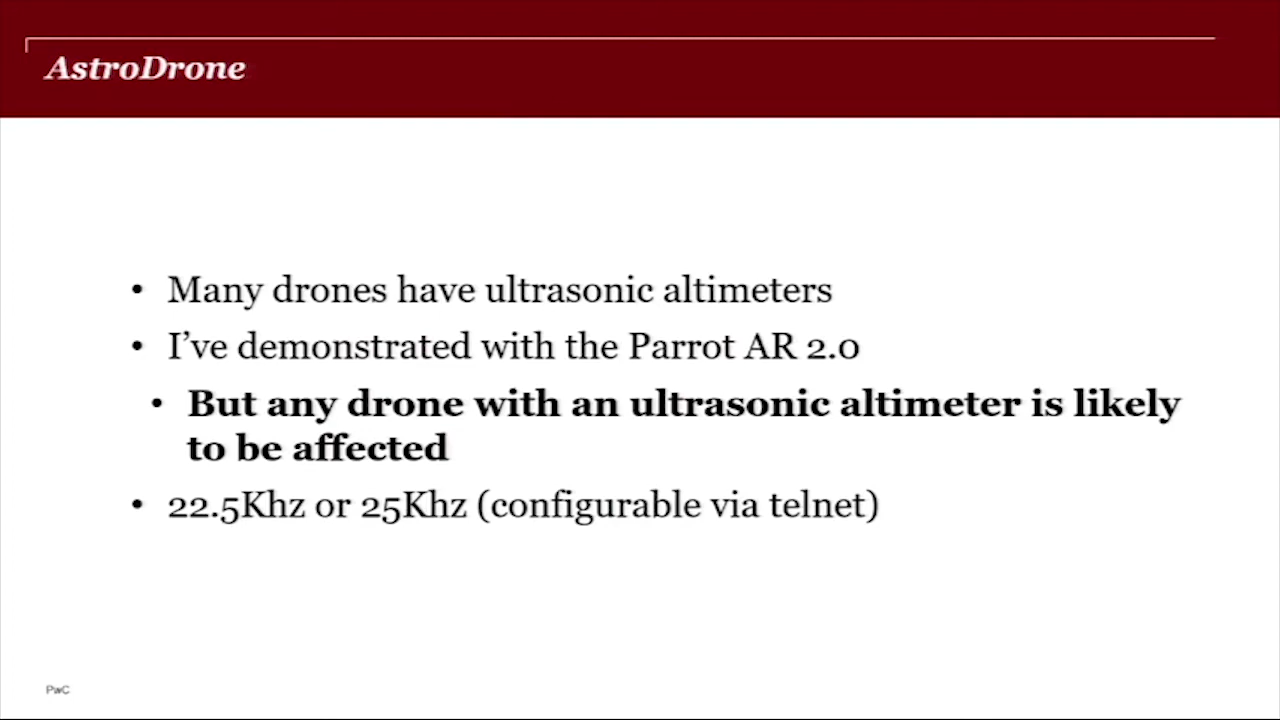 AstroDrone
• Many drones have ultrasonic altimeters
• I’ve demonstrated with the Parrot AR 2.0
• But any drone with an ultrasonic altimeter is likely
to be affected
• 22.5Khz or 25Khz (configurable via telnet)
PwC